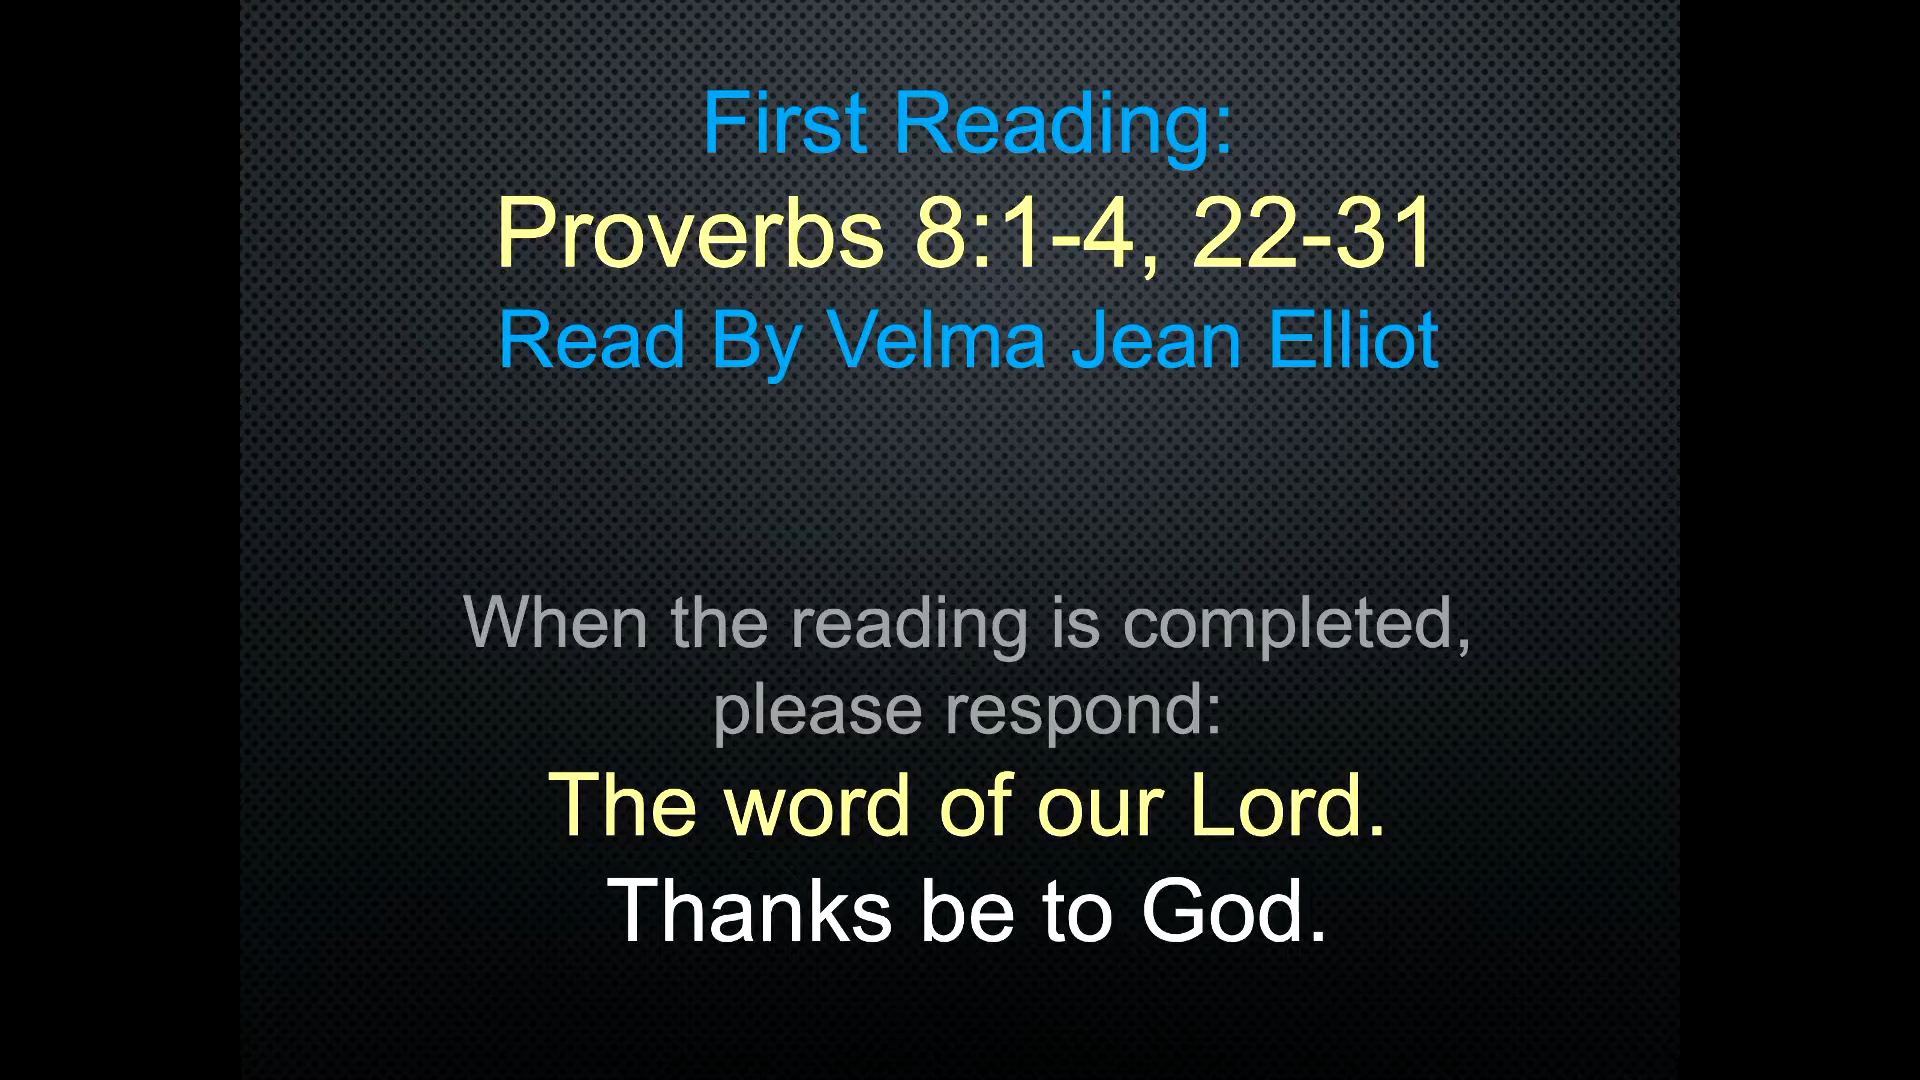 First Reading:
Proverbs 8:1-4, 22-31
Read By Velma Jean Elliot
When the reading is completed,
please respond:
The word of our Lord.
Thanks be to God.